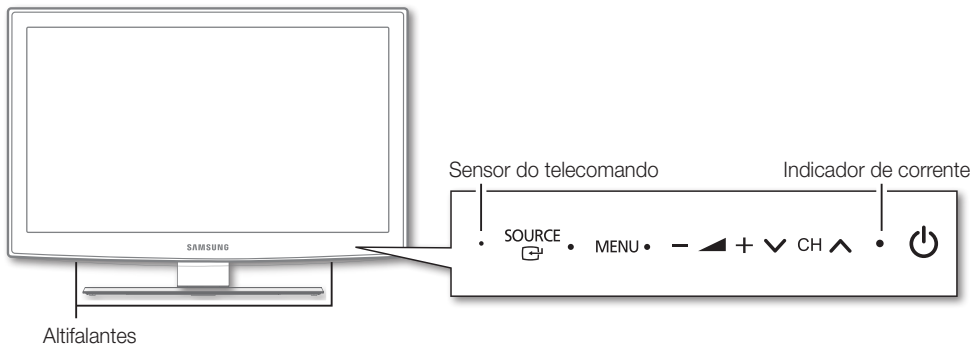 Sensor do telecomando
Indicador de corrente
SOURCE
MENU
− + CH
SAMSUNG
Altifalantes